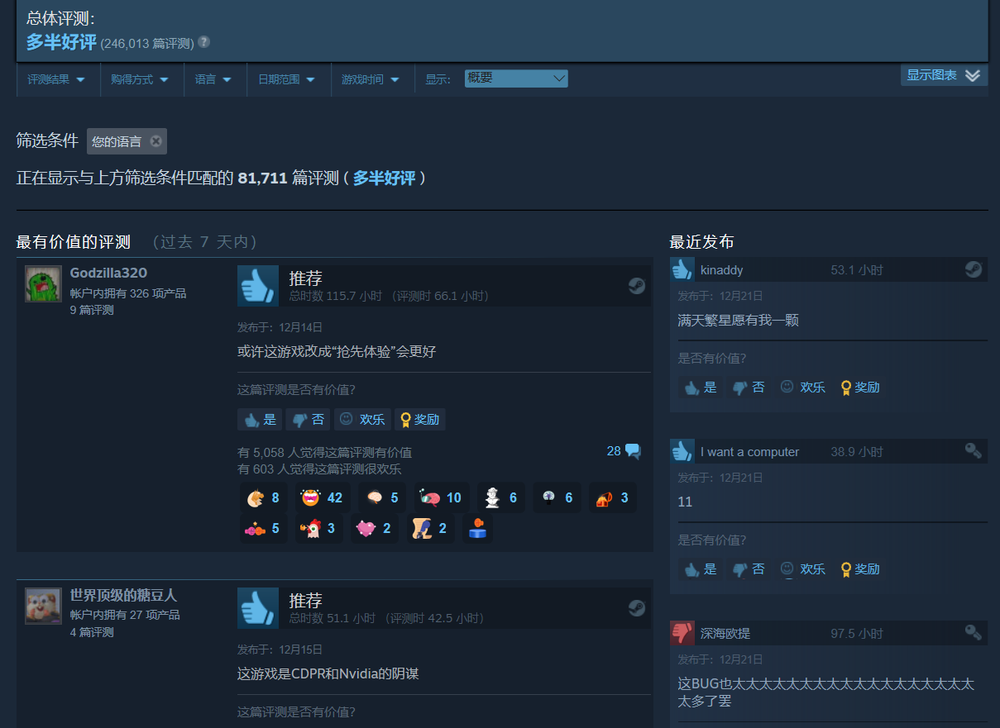 总体评测：
多半好评 (246,013 篇评测) ?
评测结果 购得方式 语言 日期范围 游戏时间 显示： 概要 显示图表
筛选条件 您的语言
正在显示与上方筛选条件匹配的 81,711 篇评测 ( 多半好评 )
最有价值的评测 （过去 7 天内）
Godzilla320
帐户内拥有 326 项产品
9 篇评测
推荐
总时数 115.7 小时 （评测时 66.1 小时）
发布于：12月14日
或许这游戏改成“抢先体验”会更好
这篇评测是否有价值?
是 否 欢乐 奖励
有 5,058 人觉得这篇评测有价值
有 603 人觉得这篇评测很欢乐
28
8 42 5 10 6 6 3
5 3 2 2
世界顶级的糖豆人
帐户内拥有 27 项产品
4 篇评测
推荐
总时数 51.1 小时 （评测时 42.5 小时）
发布于：12月15日
这游戏是CDPR和Nvidia的阴谋
这篇评测是否有价值?
最近发布
kinaddy 53.1 小时
发布于：12月21日
满天繁星愿有我一颗
是否有价值?
是 否 欢乐 奖励
I want a computer 38.9 小时
发布于：12月21日
11
是否有价值?
是 否 欢乐 奖励
深海欧提 97.5 小时
发布于：12月21日
这BUG也太太太太太太太太太太太太太太太太太太
太多了罢